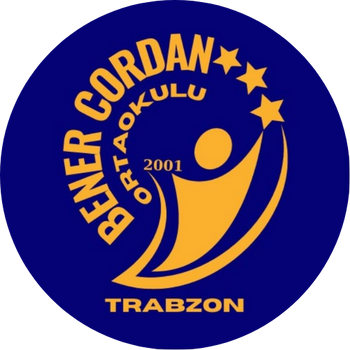 BENER CORDAN
ORTAOKULU
2001
TRABZON